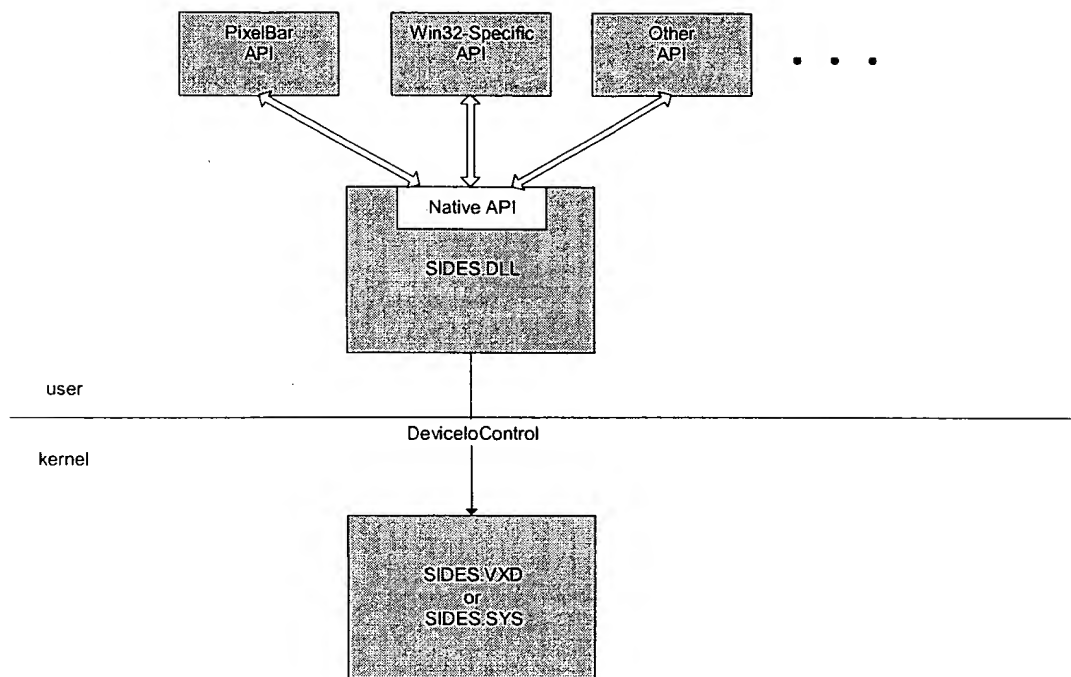 PixelBar
API
Win32-Specific
API
Other
API
. . .
Native API
SIDES.DLL
user
DeviceIoControl
kernel
SIDES.VXD
or
SIDES.SYS